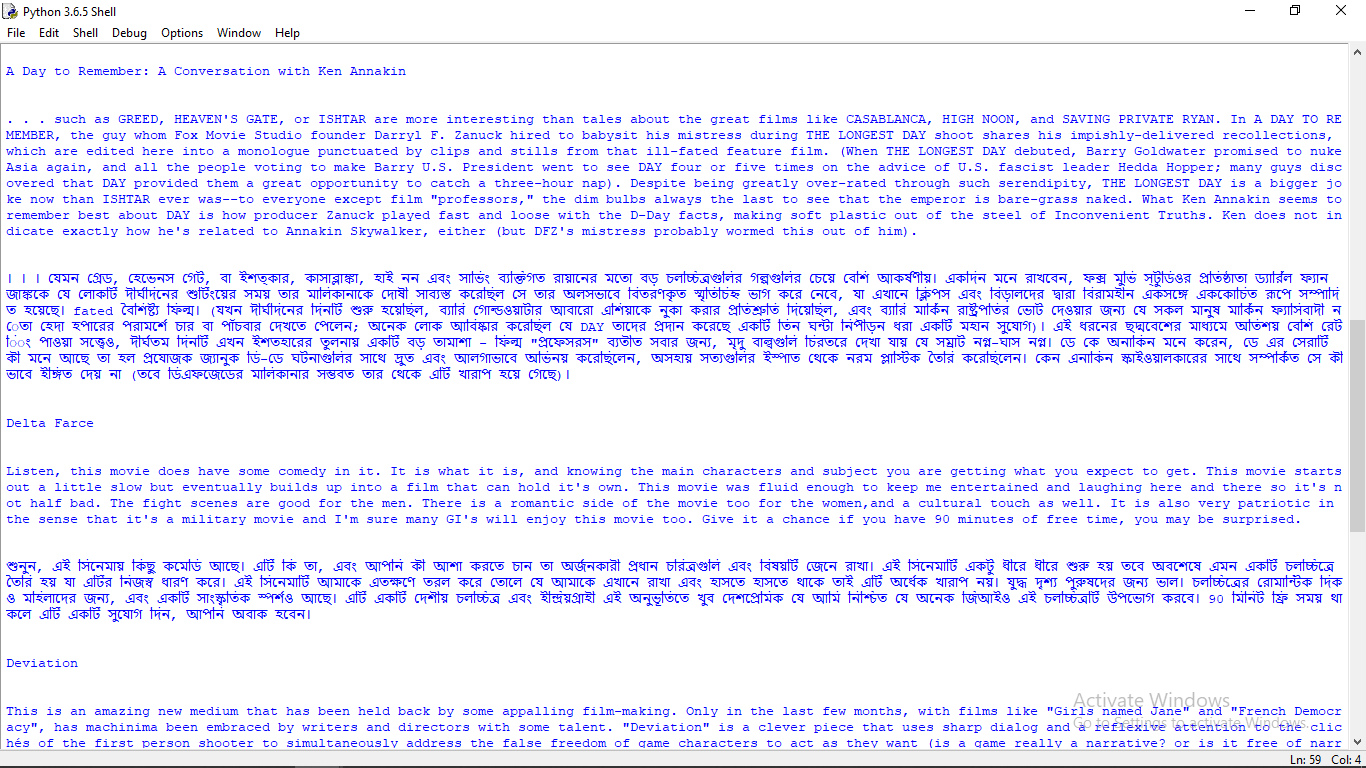 Python 3.6.5 Shell
File Edit Shell Debug Options Window Help
A Day to Remember: A Conversation with Ken Annakin
. . . such as GREED, HEAVEN'S GATE, or ISHTAR are more interesting than tales about the great films like CASABLANCA, HIGH NOON, and SAVING PRIVATE RYAN. In A DAY TO RE
MEMBER, the guy whom Fox Movie Studio founder Darryl F. Zanuck hired to babysit his mistress during THE LONGEST DAY shoot shares his impishly-delivered recollections,
which are edited here into a monologue punctuated by clips and stills from that ill-fated feature film. (When THE LONGEST DAY debuted, Barry Goldwater promised to nuke
Asia again, and all the people voting to make Barry U.S. President went to see DAY four or five times on the advice of U.S. fascist leader Hedda Hopper; many guys disc
overed that DAY provided them a great opportunity to catch a three-hour nap). Despite being greatly over-rated through such serendipity, THE LONGEST DAY is a bigger jo
ke now than ISHTAR ever was--to everyone except film "professors," the dim bulbs always the last to see that the emperor is bare-grass naked. What Ken Annakin seems to
remember best about DAY is how producer Zanuck played fast and loose with the D-Day facts, making soft plastic out of the steel of Inconvenient Truths. Ken does not in
dicate exactly how he's related to Annakin Skywalker, either (but DFZ's mistress probably wormed this out of him).
। । । যেমন গ্রেড, হেভেনস গেট, বা ইশত্কার, কাসাব্লাঙ্কা, হাই নন এবং সার্ভিং ব্যক্তিগত রায়ানের মতো বড় চলচ্চিত্রগুলির গল্পগুলির চেয়ে বেশি আকর্ষণীয়। একদিন মনে রাখবেন, ফক্স মুভি স্টুডিওর প্রতিষ্ঠাতা ড্যারিল ফ্যান
জাঙ্ককে যে লোকটি দীর্ঘদিনের শুটিংয়ের সময় তার মালিকানাকে দোষী সাব্যস্ত করেছিল সে তার অলসভাবে বিতরণকৃত স্মৃতিচিহ্ন ভাগ করে নেবে, যা এখানে ক্লিপস এবং বিড়ালদের দ্বারা বিরামহীন একসঙ্গে এককোচিত রূপে সম্পাদি
ত হয়েছে। fated বৈশিষ্ট্য ফিল্ম। (যখন দীর্ঘদিনের দিনটি শুরু হয়েছিল, ব্যারি গোল্ডওয়াটার আবারো এশিয়াকে নুকা করার প্রতিশ্রুতি দিয়েছিল, এবং ব্যারি মার্কিন রাষ্ট্রপতির ভোট দেওয়ার জন্য যে সকল মানুষ মার্কিন ফ্যাসিবাদী ন
েতা হেদা হপারের পরামর্শে চার বা পাঁচবার দেখতে পেলেন; অনেক লোক আবিষ্কার করেছিল যে DAY তাদের প্রদান করেছে একটি তিন ঘন্টা নিপীড়ন ধরা একটি মহান সুযোগ)। এই ধরনের ছদ্মবেশের মাধ্যমে অতিশয় বেশি রেট
িং পাওয়া সত্ত্বেও, দীর্ঘতম দিনটি এখন ইশতহারের তুলনায় একটি বড় তামাশা - ফিল্ম "প্রফেসরস" ব্যতীত সবার জন্য, মৃদু বাল্বগুলি চিরতরে দেখা যায় যে সম্রাট নগ্ন-ঘাস নগ্ন। ডে কে অনাকিন মনে করেন, ডে এর সেরাটি
কী মনে আছে তা হল প্রযোজক জ্যানুক ডি-ডে ঘটনাগুলির সাথে দ্রুত এবং আলগাভাবে অভিনয় করেছিলেন, অসহায় সত্যগুলির ইস্পাত থেকে নরম প্লাস্টিক তৈরি করেছিলেন। কেন এনাকিন স্কাইওয়ালকারের সাথে সম্পর্কিত সে কী
ভাবে ইঙ্গিত দেয় না (তবে ডিএফজেডের মালিকানার সম্ভবত তার থেকে এটি খারাপ হয়ে গেছে)।
Delta Farce
Listen, this movie does have some comedy in it. It is what it is, and knowing the main characters and subject you are getting what you expect to get. This movie starts
out a little slow but eventually builds up into a film that can hold it's own. This movie was fluid enough to keep me entertained and laughing here and there so it's n
ot half bad. The fight scenes are good for the men. There is a romantic side of the movie too for the women,and a cultural touch as well. It is also very patriotic in
the sense that it's a military movie and I'm sure many GI's will enjoy this movie too. Give it a chance if you have 90 minutes of free time, you may be surprised.
শুনুন, এই সিনেমায় কিছু কমেডি আছে। এটি কি তা, এবং আপনি কী আশা করতে চান তা অর্জনকারী প্রধান চরিত্রগুলি এবং বিষয়টি জেনে রাখা। এই সিনেমাটি একটু ধীরে ধীরে শুরু হয় তবে অবশেষে এমন একটি চলচ্চিত্রে
তৈরি হয় যা এটির নিজস্ব ধারণ করে। এই সিনেমাটি আমাকে এতক্ষণে তরল করে তোলে যে আমাকে এখানে রাখা এবং হাসতে হাসতে থাকে তাই এটি অর্ধেক খারাপ নয়। যুদ্ধ দৃশ্য পুরুষদের জন্য ভাল। চলচ্চিত্রের রোমান্টিক দিক
ও মহিলাদের জন্য, এবং একটি সাংস্কৃতিক স্পর্শও আছে। এটি একটি দেশীয় চলচ্চিত্র এবং ইন্দ্রিয়গ্রাহী এই অনুভূতিতে খুব দেশপ্রেমিক যে আমি নিশ্চিত যে অনেক জিআইও এই চলচ্চিত্রটি উপভোগ করবে। 90 মিনিট ফ্রি সময় থা
কলে এটি একটি সুযোগ দিন, আপনি অবাক হবেন।
Deviation
This is an amazing new medium that has been held back by some appalling film-making. Only in the last few months, with films like "Girls named Jane" and "French Democr
acy", has machinima been embraced by writers and directors with some talent. "Deviation" is a clever piece that uses sharp dialog and a reflexive attention to the clic
hés of the first person shooter to simultaneously address the false freedom of game characters to act as they want (is a game really a narrative? or is it free of narr
Activate Windows
Go to Settings to activate Windows.
Ln: 59 Col: 4